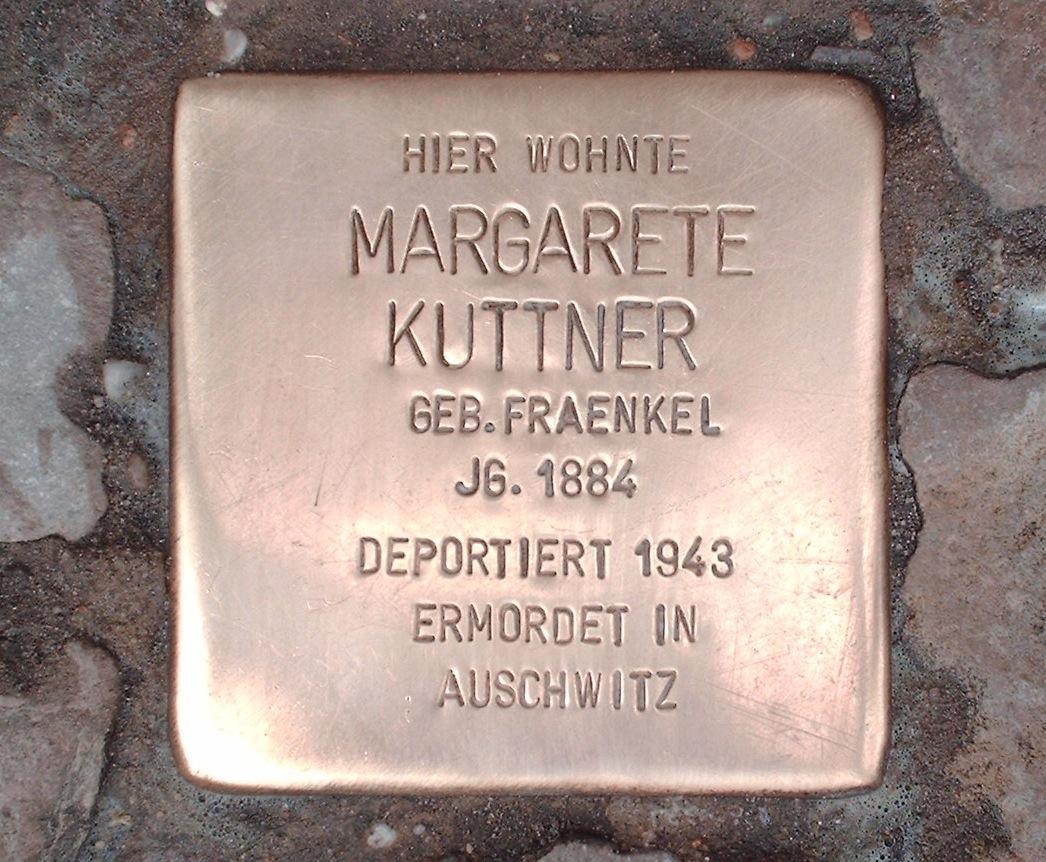 HIER WOHNTE
MARGARETE
KUTTNER
GEB. FRAENKEL
JG. 1884
DEPORTIERT 1943
ERMORDET IN
AUSCHWITZ